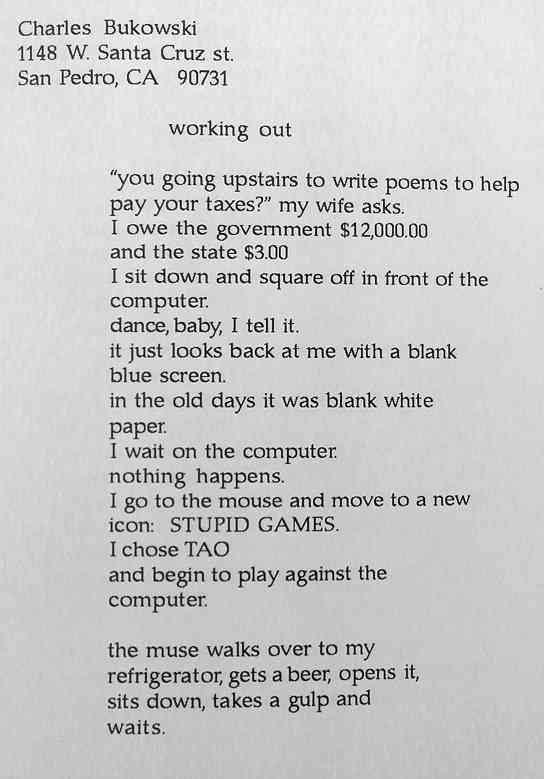 Charles Bukowski
1148 W. Santa Cruz st.
San Pedro, CA 90731
working out
“you going upstairs to write poems to help
pay your taxes?” my wife asks.
I owe the government $12,000.00
and the state $3.00
I sit down and square off in front of the
computer.
dance, baby, I tell it.
it just looks back at me with a blank
blue screen.
in the old days it was blank white
paper.
I wait on the computer.
nothing happens.
I go to the mouse and move to a new
icon: STUPID GAMES.
I chose TAO
and begin to play against the
computer.
the muse walks over to my
refrigerator, gets a beer, opens it,
sits down, takes a gulp and
waits.